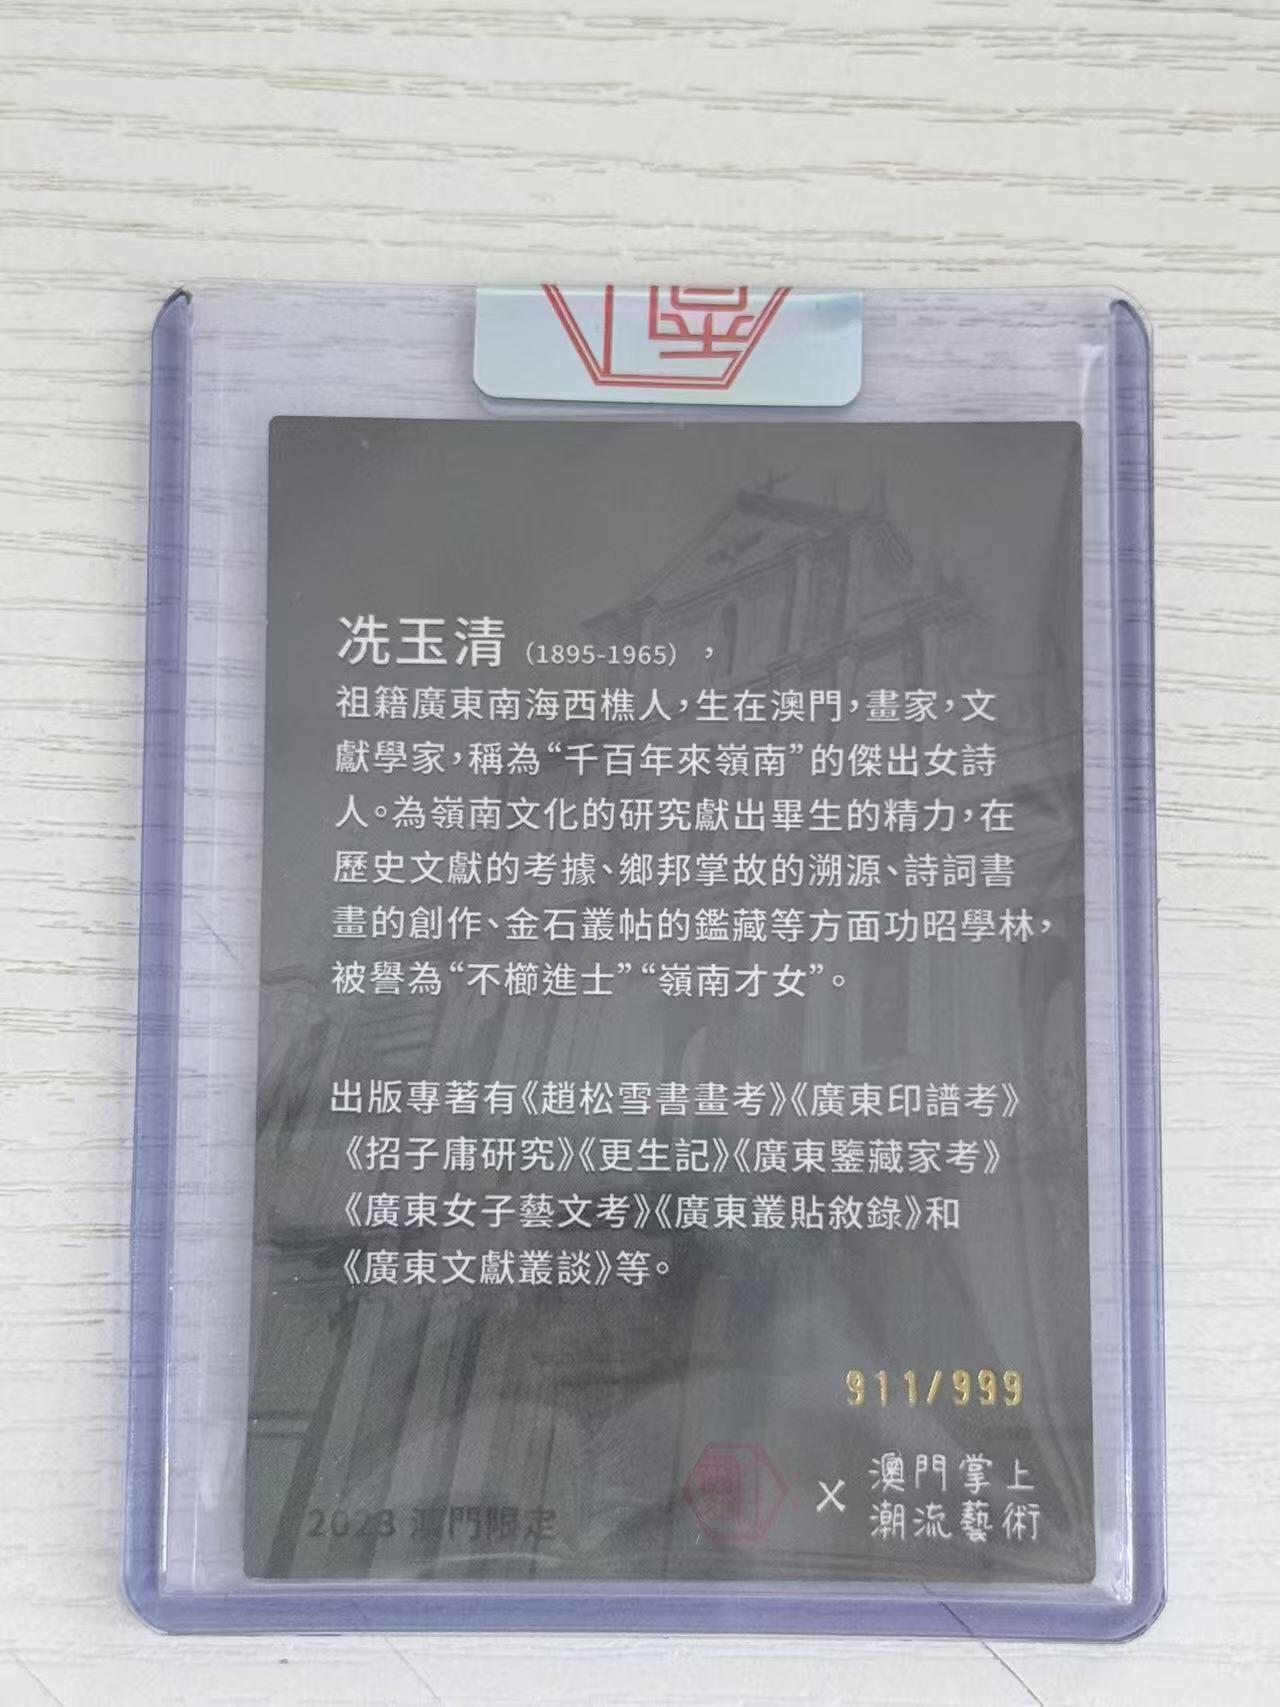 冼玉清（1895-1965），
祖籍廣東南海西樵人，生在澳門，畫家，文
獻學家，稱為“千百年來嶺南”的傑出女詩
人。為嶺南文化的研究獻出畢生的精力，在
歷史文獻的考據、鄉邦掌故的溯源、詩詞書
畫的創作、金石叢帖的鑑藏等方面功昭學林，
被譽為“不櫛進士”“嶺南才女”。
出版專著有《趙松雪書畫考》《廣東印譜考》
《招子庸研究》《更生記》《廣東鑒藏家考》
《廣東女子藝文考》《廣東叢貼敘錄》和
《廣東文獻叢談》等。
911/999
× 澳門掌上
潮流藝術
2023 澳門限定